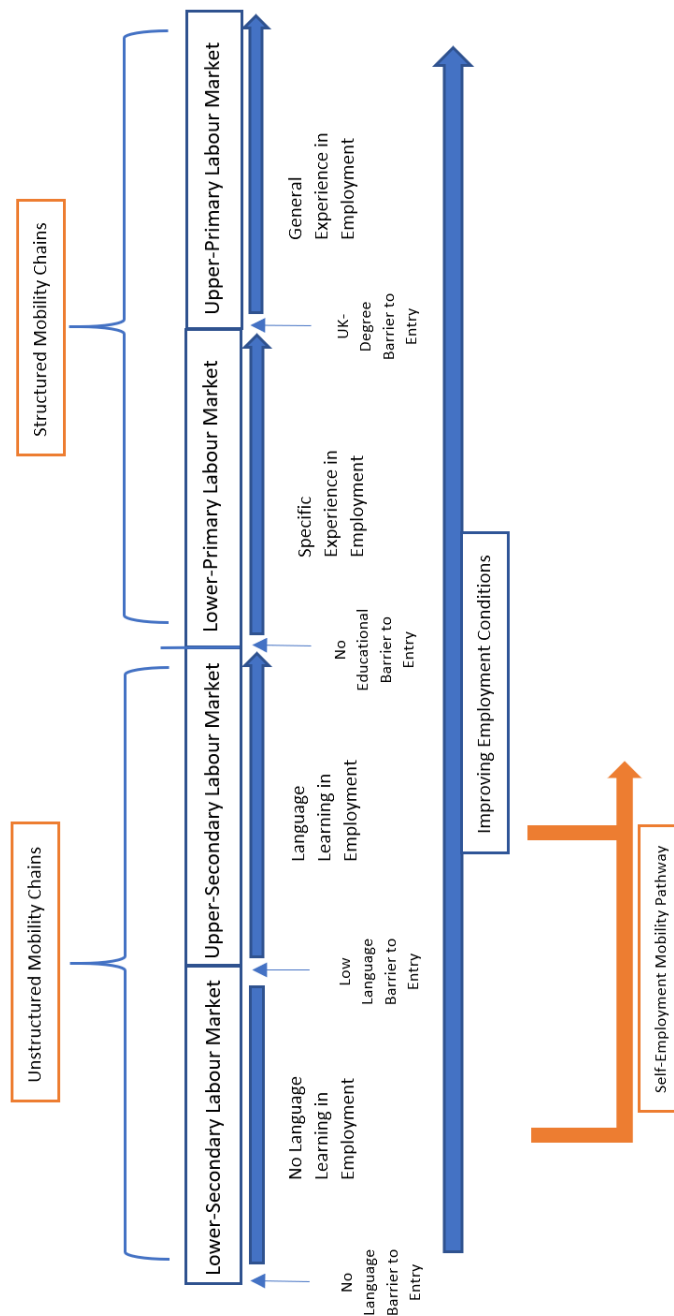 Unstructured Mobility Chains
Structured Mobility Chains
Lower-Secondary Labour Market
Upper-Secondary Labour Market
Lower-Primary Labour Market
Upper-Primary Labour Market
No Language
Learning in
Employment
Language
Learning in
Employment
Specific
Experience in
Employment
General
Experience in
Employment
No
Language
Barrier to
Entry
Low
Language
Barrier to
Entry
No
Educational
Barrier to
Entry
UK-
Degree
Barrier to
Entry
Improving Employment Conditions
Self-Employment Mobility Pathway